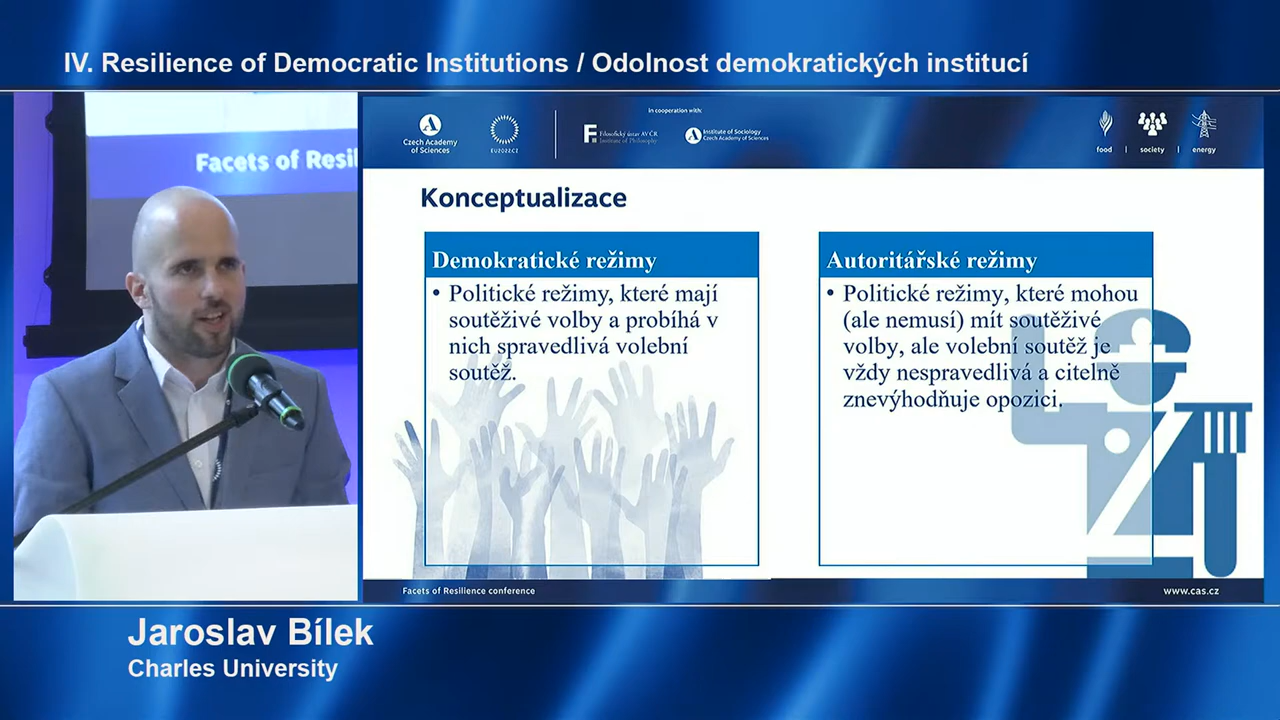 IV. Resilience of Democratic Institutions / Odolnost demokratických institucí
Facets of Resil
Czech Academy
of Sciences
EU2022.CZ
In cooperation with:
Filosofický ústav AV ČR
Institute of Philosophy
Institute of Sociology
Czech Academy of Sciences
food | society | energy
Konceptualizace
Demokratické režimy
• Politické režimy, které mají
soutěživé volby a probíhá v
nich spravedlivá volební
soutěž.
Autoritářské režimy
• Politické režimy, které mohou
(ale nemusí) mít soutěživé
volby, ale volební soutěž je
vždy nespravedlivá a citelně
znevýhodňuje opozici.
Facets of Resilience conference
www.cas.cz
Jaroslav Bílek
Charles University